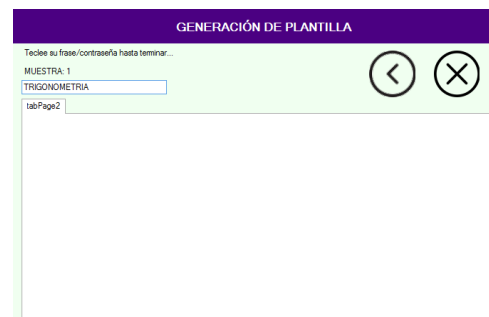 GENERACIÓN DE PLANTILLA
Teclee su frase/contraseña hasta terminar...
MUESTRA: 1
TRIGONOMETRIA
tabPage2